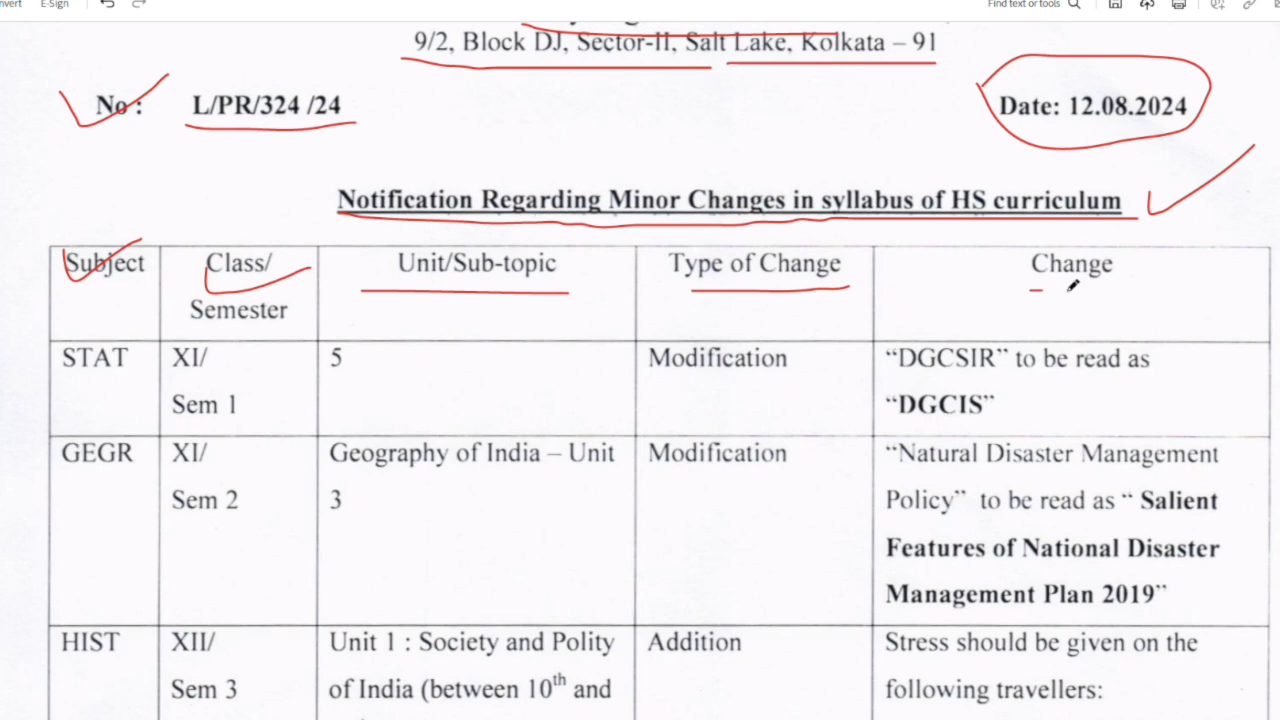 nvert E-Sign Find text or tools
9/2, Block DJ, Sector-II, Salt Lake, Kolkata – 91
No : L/PR/324 /24 Date: 12.08.2024
Notification Regarding Minor Changes in syllabus of HS curriculum
Subject Class/ Unit/Sub-topic Type of Change Change
Semester
STAT XI/ 5 Modification “DGCSIR” to be read as
Sem 1 “DGCIS”
GEGR XI/ Geography of India – Unit Modification “Natural Disaster Management
Sem 2 3 Policy” to be read as “ Salient
Features of National Disaster
Management Plan 2019”
HIST XII/ Unit 1 : Society and Polity Addition Stress should be given on the
Sem 3 of India (between 10th and following travellers: